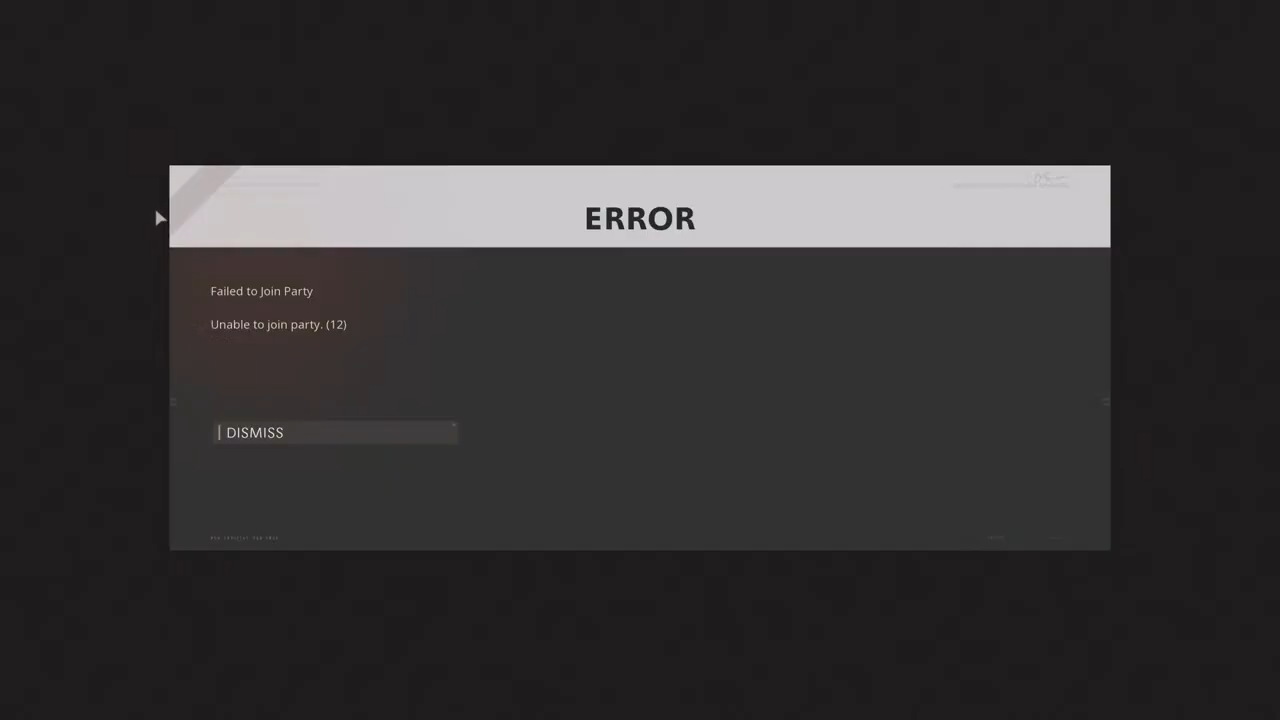 ERROR
Failed to Join Party
Unable to join party. (12)
DISMISS